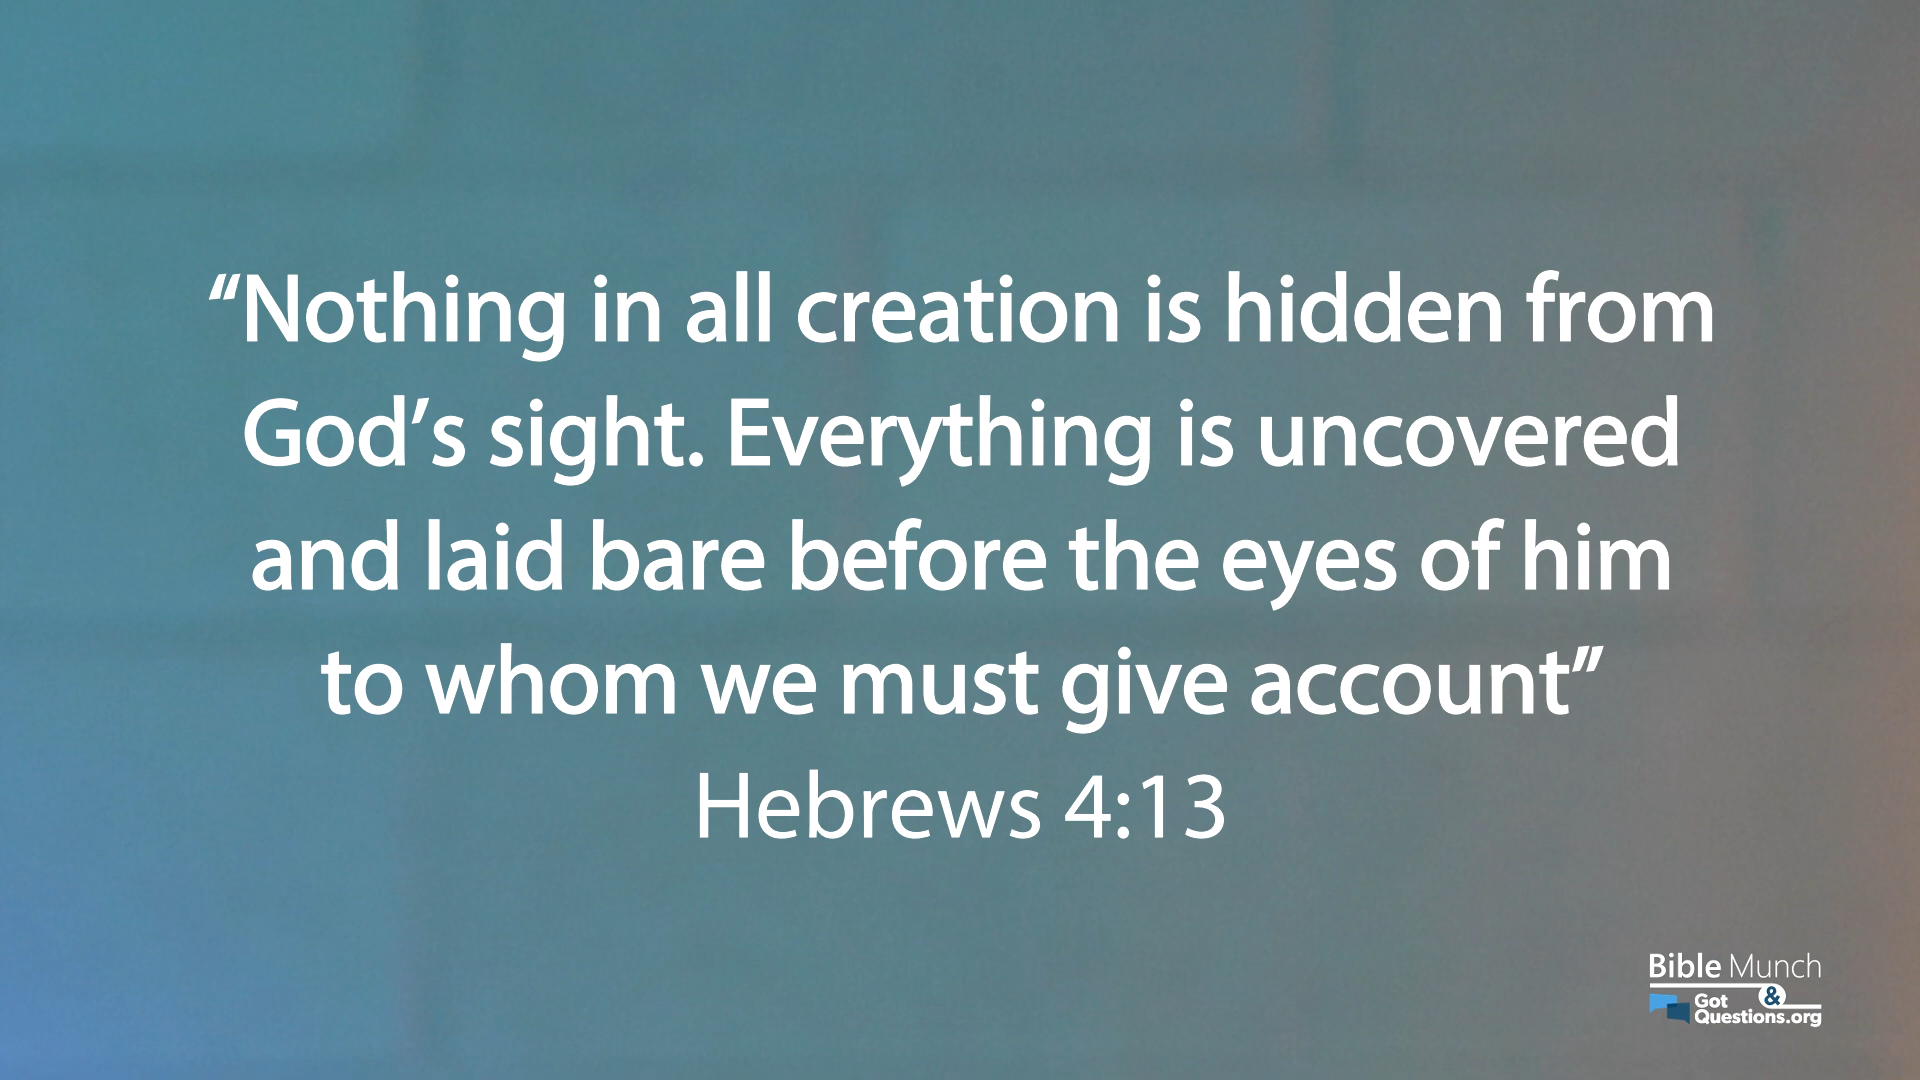 “Nothing in all creation is hidden from
God’s sight. Everything is uncovered
and laid bare before the eyes of him
to whom we must give account”
Hebrews 4:13
Bible Munch
&
Got
Questions.org